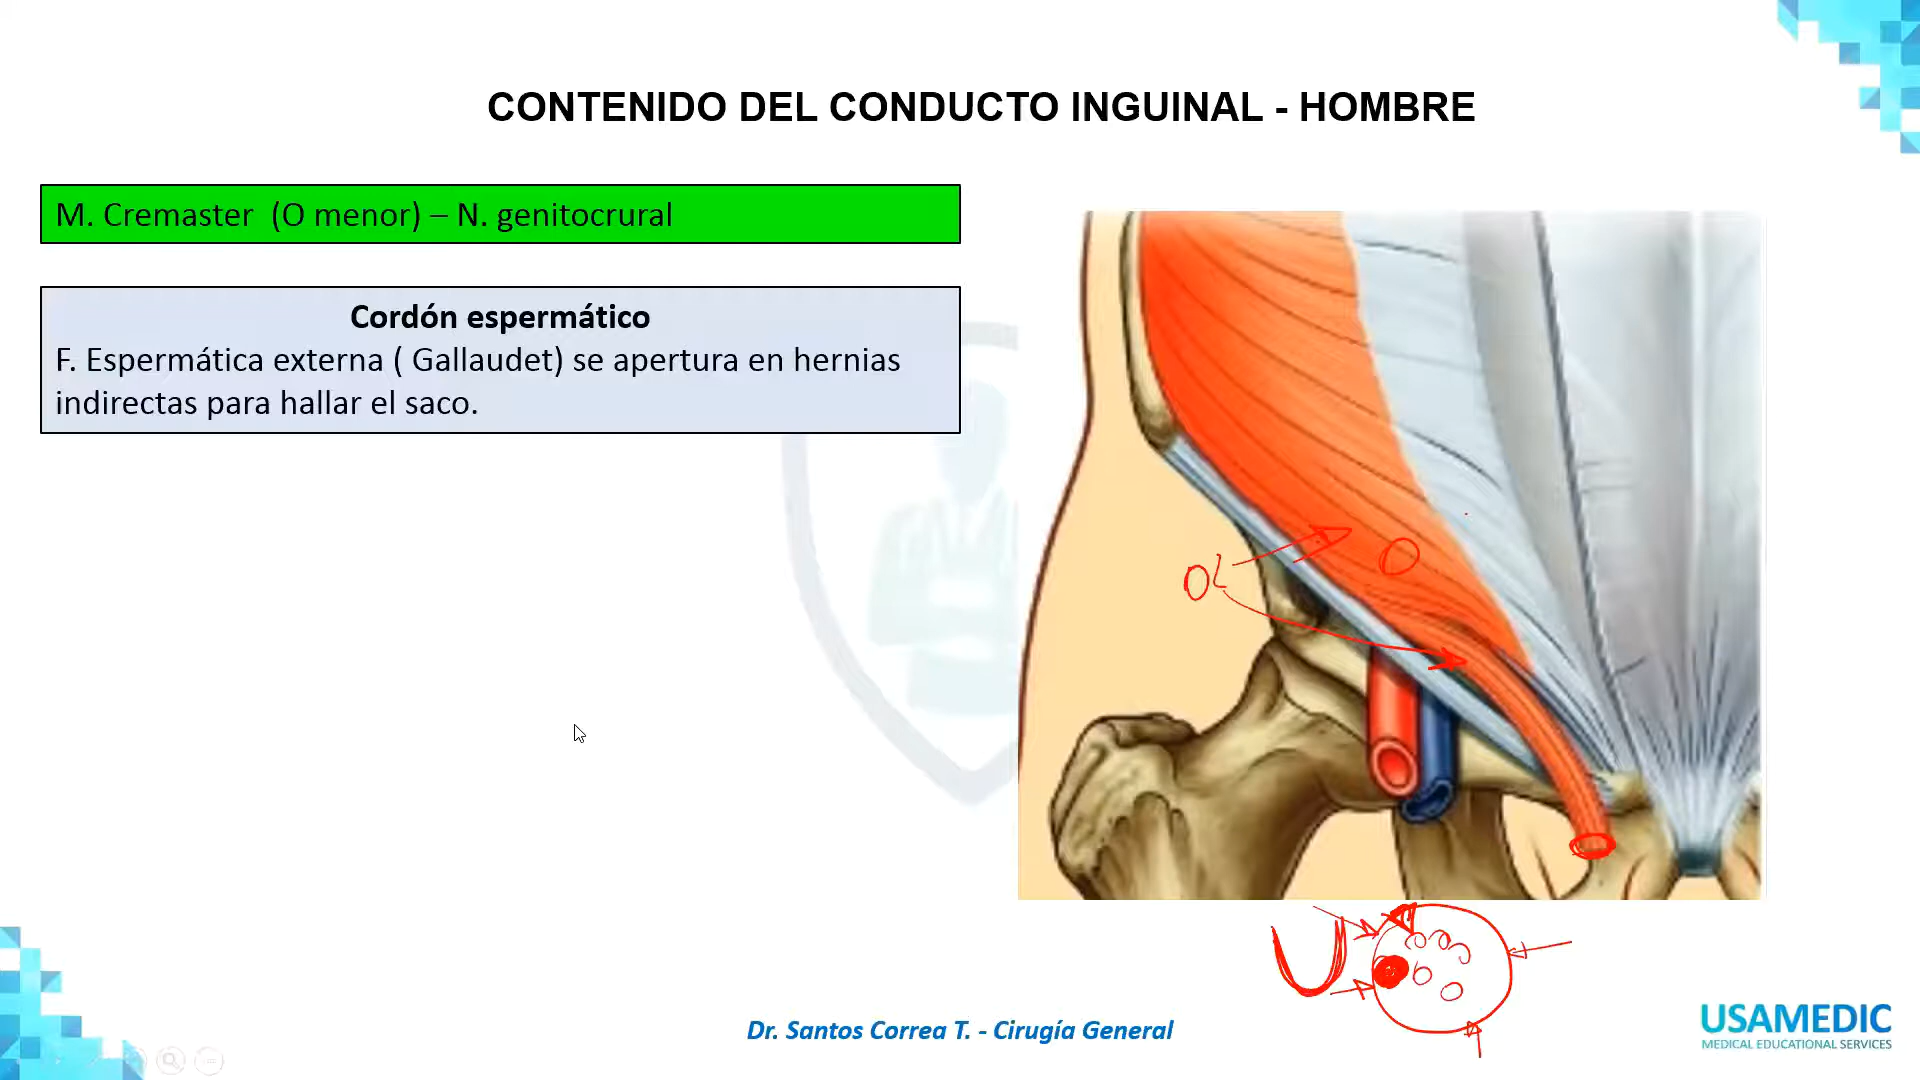 CONTENIDO DEL CONDUCTO INGUINAL - HOMBRE
M. Cremaster (O menor) – N. genitocrural
Cordón espermático
F. Espermática externa ( Gallaudet) se apertura en hernias
indirectas para hallar el saco.
Dr. Santos Correa T. - Cirugía General
USAMEDIC
MEDICAL EDUCATIONAL SERVICES